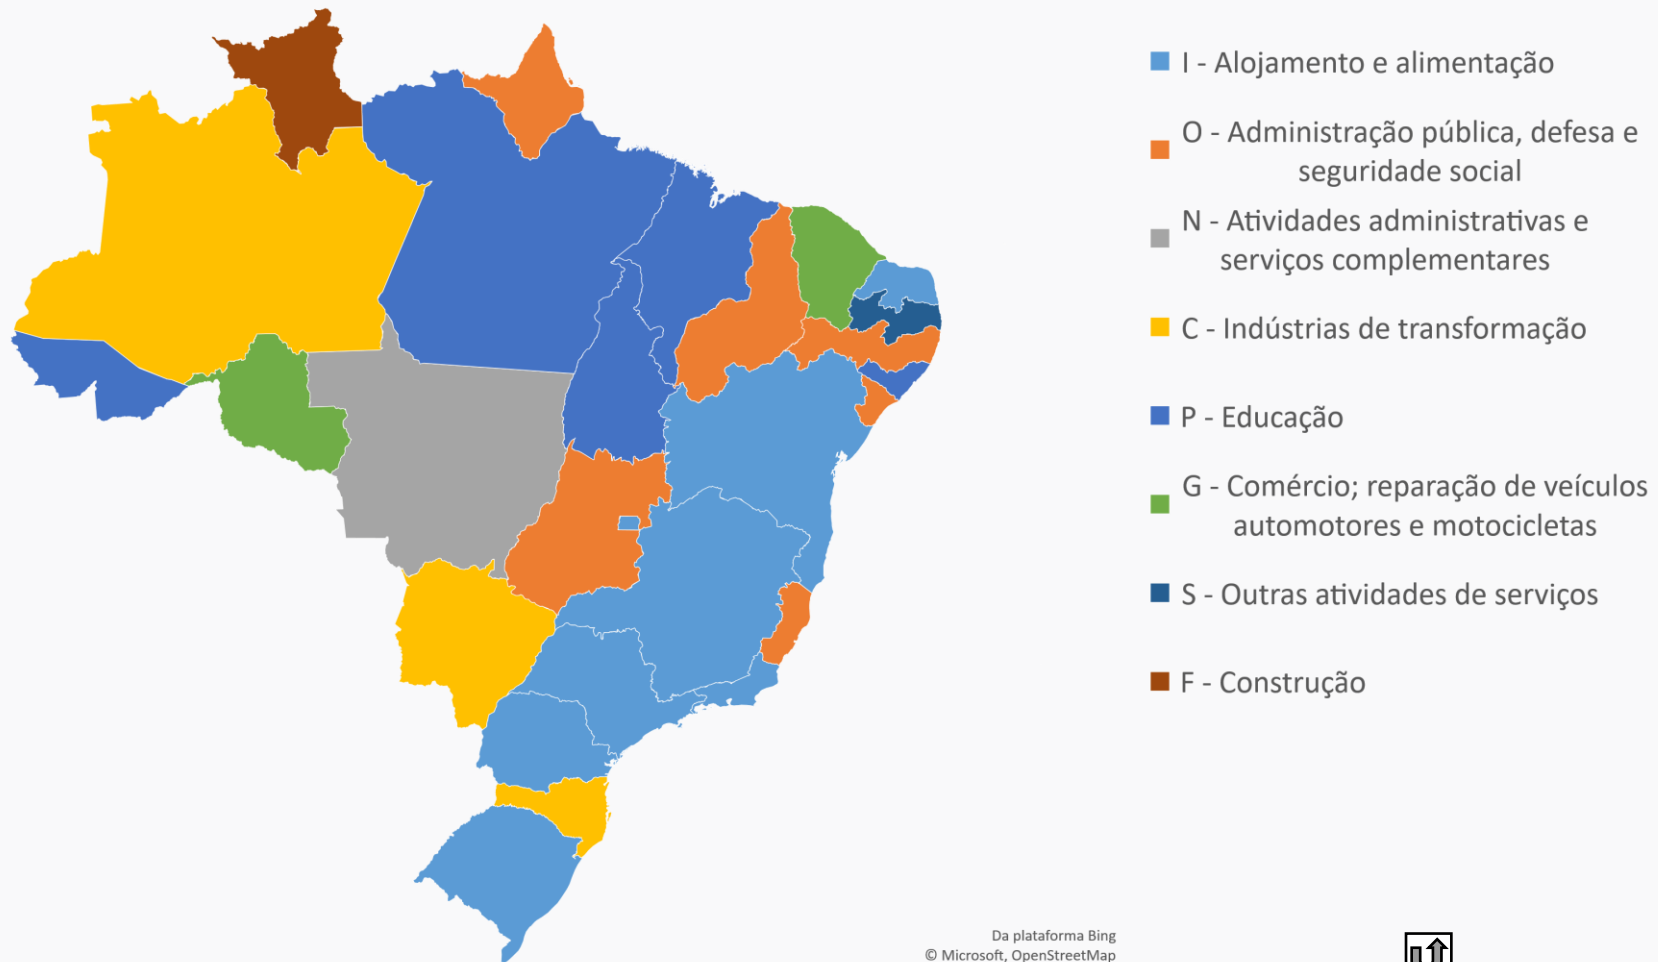 I - Alojamento e alimentação
O - Administração pública, defesa e
seguridade social
N - Atividades administrativas e
serviços complementares
C - Indústrias de transformação
P - Educação
G - Comércio; reparação de veículos
automotores e motocicletas
S - Outras atividades de serviços
F - Construção
Da plataforma Bing
© Microsoft, OpenStreetMap